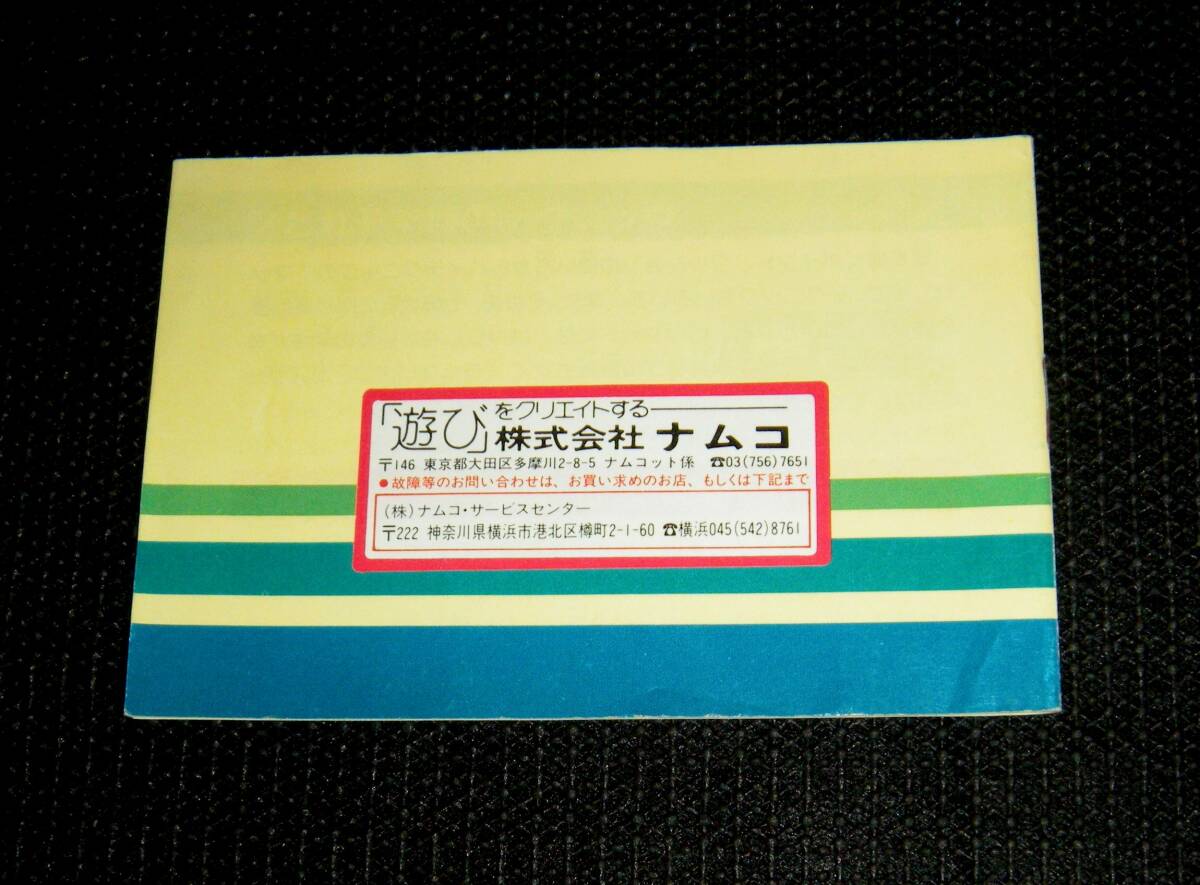 「遊び」をクリエイトする
株式会社 ナムコ
〒146 東京都大田区多摩川2-8-5 ナムコット係 ☎03(756)7651
●故障等のお問い合わせは、お買い求めのお店、もしくは下記まで
(株)ナムコ・サービスセンター
〒222 神奈川県横浜市港北区樽町2-1-60 ☎横浜045(542)8761